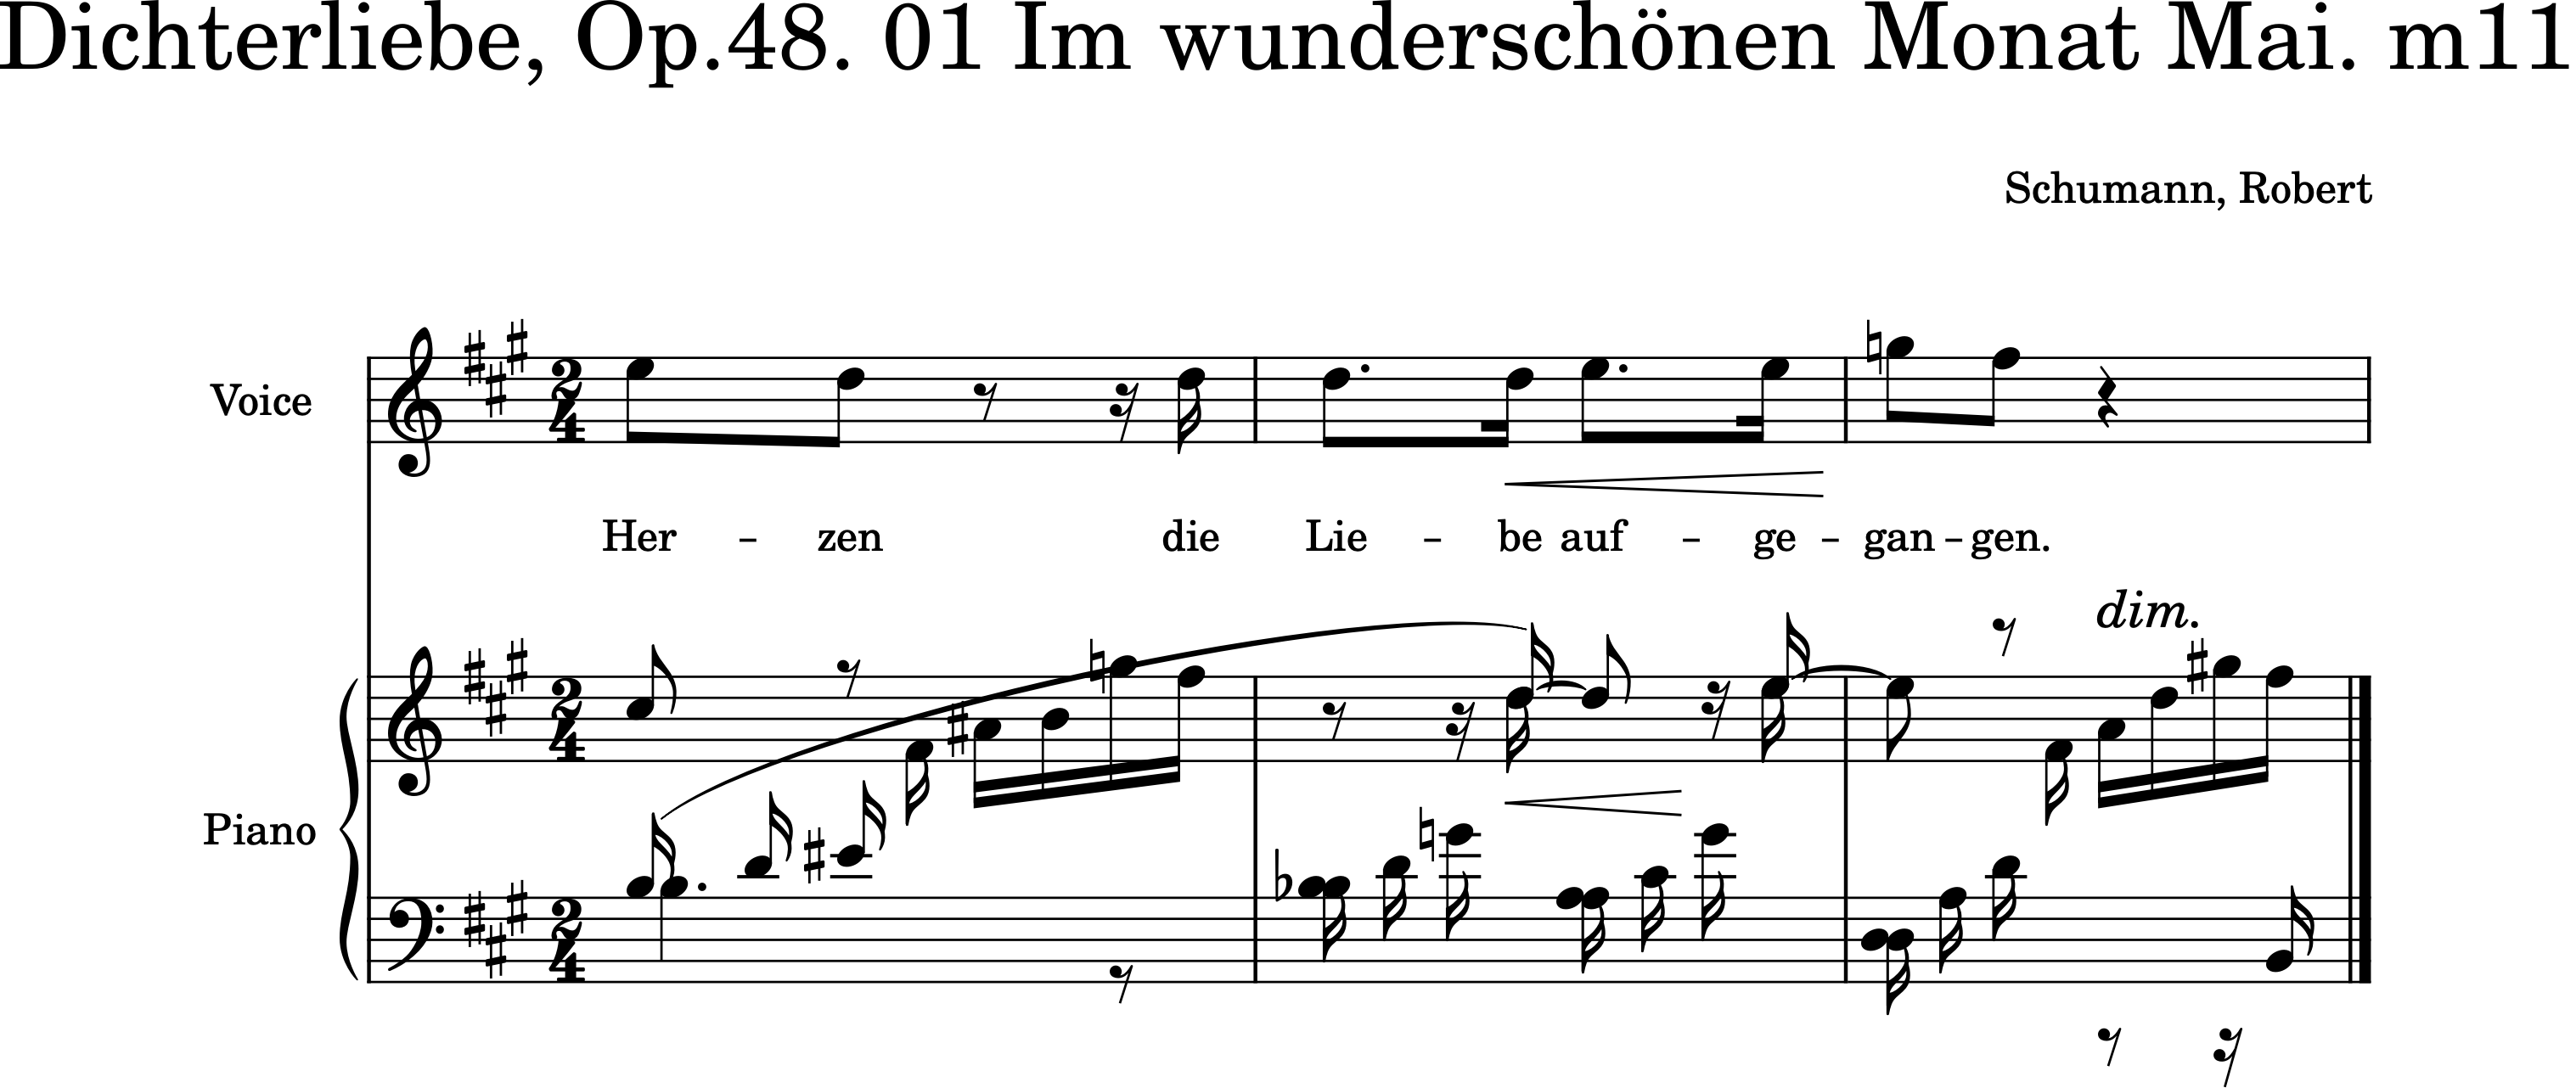 Dichterliebe, Op.48. 01 Im wunderschönen Monat Mai. m11
Schumann, Robert
Voice
Her - zen die Lie - be auf - ge - gan - gen.
dim.
Piano